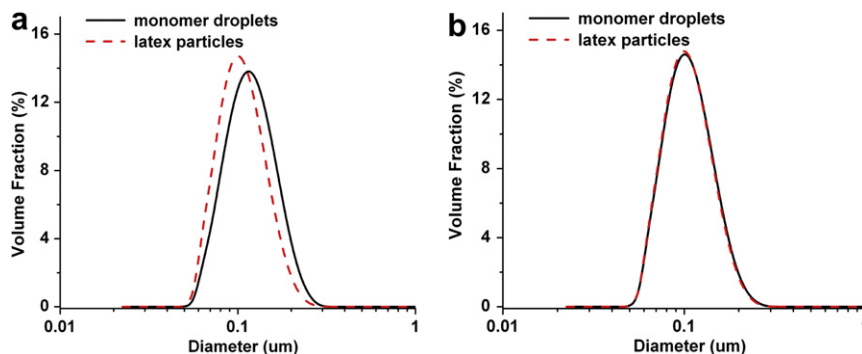 a
monomer droplets
latex particles
16
12
8
4
0
Volume Fraction (%)
0.01
0.1
1
Diameter (um)
b
monomer droplets
latex particles
16
12
8
4
0
Volume Fraction (%)
0.01
0.1
1
Diameter (um)